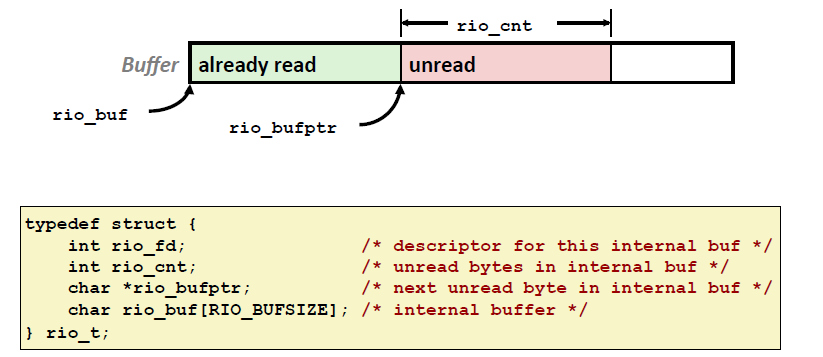 rio_cnt
Buffer
already read
unread
rio_buf
rio_bufptr
typedef struct {
    int rio_fd;                /* descriptor for this internal buf */
    int rio_cnt;               /* unread bytes in internal buf */
    char *rio_bufptr;          /* next unread byte in internal buf */
    char rio_buf[RIO_BUFSIZE]; /* internal buffer */
} rio_t;